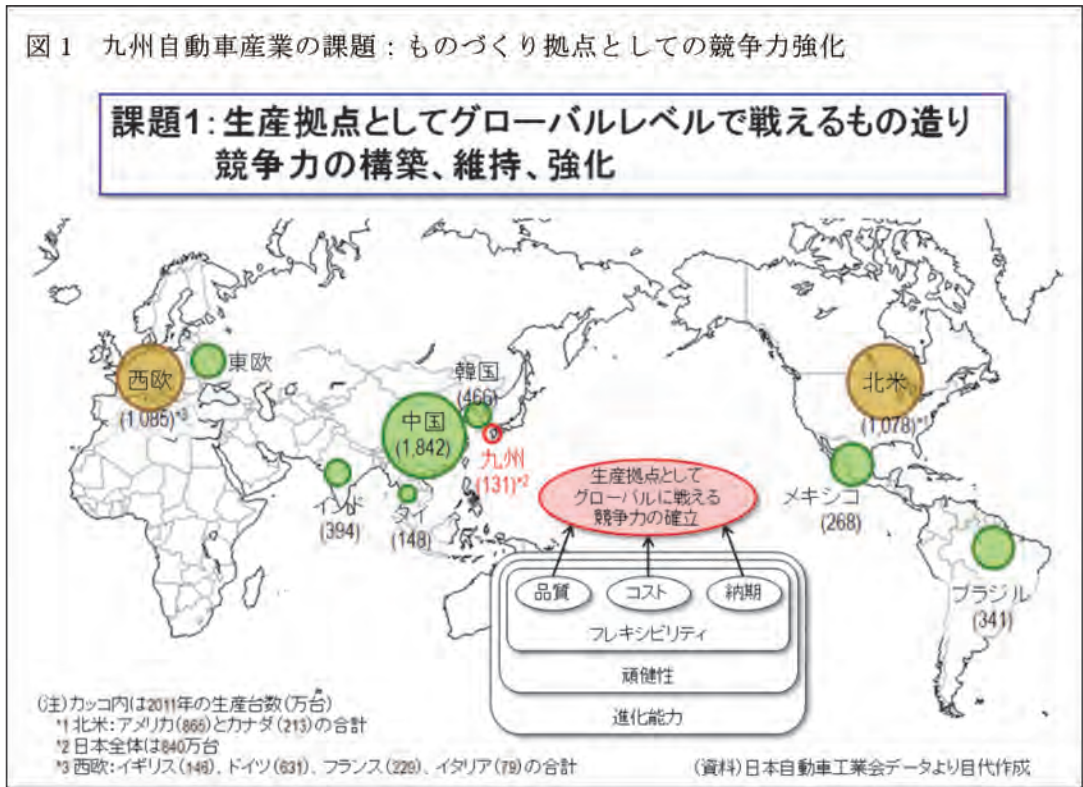 図1 九州自動車産業の課題：ものづくり拠点としての競争力強化
課題1：生産拠点としてグローバルレベルで戦えるもの造り
競争力の構築、維持、強化
西欧
(1,085)*3
東欧
韓国
(466)
中国
(1,842)
九州
(131)*2
インド
(394)
タイ
(148)
北米
(1,078)*1
メキシコ
(268)
ブラジル
(341)
生産拠点として
グローバルに戦える
競争力の確立
品質 コスト 納期
フレキシビリティ
頑健性
進化能力
(注)カッコ内は2011年の生産台数(万台)
*1 北米：アメリカ(865)とカナダ(213)の合計
*2 日本全体は840万台
*3 西欧：イギリス(146)、ドイツ(631)、フランス(229)、イタリア(79)の合計
(資料)日本自動車工業会データより目代作成